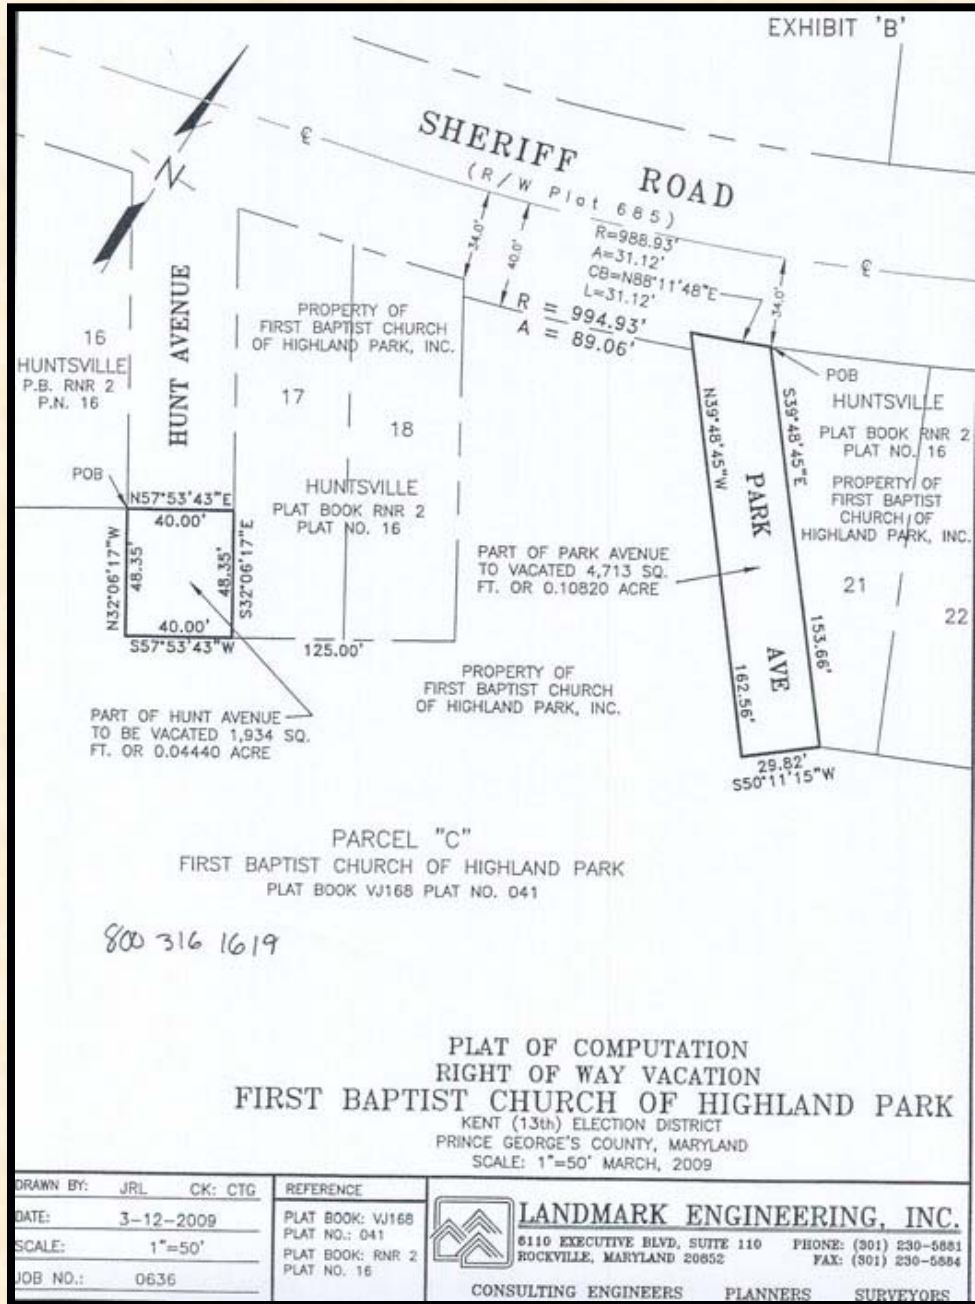 EXHIBIT 'B'
SHERIFF ROAD
(R/W Plat 685)
R=988.93'
A=31.12'
CB=N88°11'48"E
L=31.12'
34.0'
40.0'
34.0'
R = 994.93'
A = 89.06'
N
HUNT AVENUE
16
HUNTSVILLE
P.B. RNR 2
P.N. 16
PROPERTY OF
FIRST BAPTIST CHURCH
OF HIGHLAND PARK, INC.
17
18
HUNTSVILLE
PLAT BOOK RNR 2
PLAT NO. 16
POB
HUNTSVILLE
PLAT BOOK RNR 2
PLAT NO. 16
PROPERTY OF
FIRST BAPTIST
CHURCH OF
HIGHLAND PARK, INC.
21
22
N39°48'45"W
S39°48'45"E
PARK AVE
153.66'
162.56'
29.82'
S50°11'15"W
PART OF PARK AVENUE
TO VACATED 4,713 SQ.
FT. OR 0.10820 ACRE
POB
N57°53'43"E
40.00'
N32°06'17"W
48.35'
48.35'
S32°06'17"E
40.00'
S57°53'43"W
125.00'
PROPERTY OF
FIRST BAPTIST CHURCH
OF HIGHLAND PARK, INC.
PART OF HUNT AVENUE
TO BE VACATED 1,934 SQ.
FT. OR 0.04440 ACRE
PARCEL "C"
FIRST BAPTIST CHURCH OF HIGHLAND PARK
PLAT BOOK VJ168 PLAT NO. 041
800 316 1619
PLAT OF COMPUTATION
RIGHT OF WAY VACATION
FIRST BAPTIST CHURCH OF HIGHLAND PARK
KENT (13th) ELECTION DISTRICT
PRINCE GEORGE'S COUNTY, MARYLAND
SCALE: 1"=50' MARCH, 2009
DRAWN BY: JRL CK: CTG
DATE: 3-12-2009
SCALE: 1"=50'
JOB NO.: 0636
REFERENCE
PLAT BOOK: VJ168
PLAT NO.: 041
PLAT BOOK: RNR 2
PLAT NO. 16
LANDMARK ENGINEERING, INC.
6110 EXECUTIVE BLVD, SUITE 110 PHONE: (301) 230-5881
ROCKVILLE, MARYLAND 20852 FAX: (301) 230-5884
CONSULTING ENGINEERS PLANNERS SURVEYORS